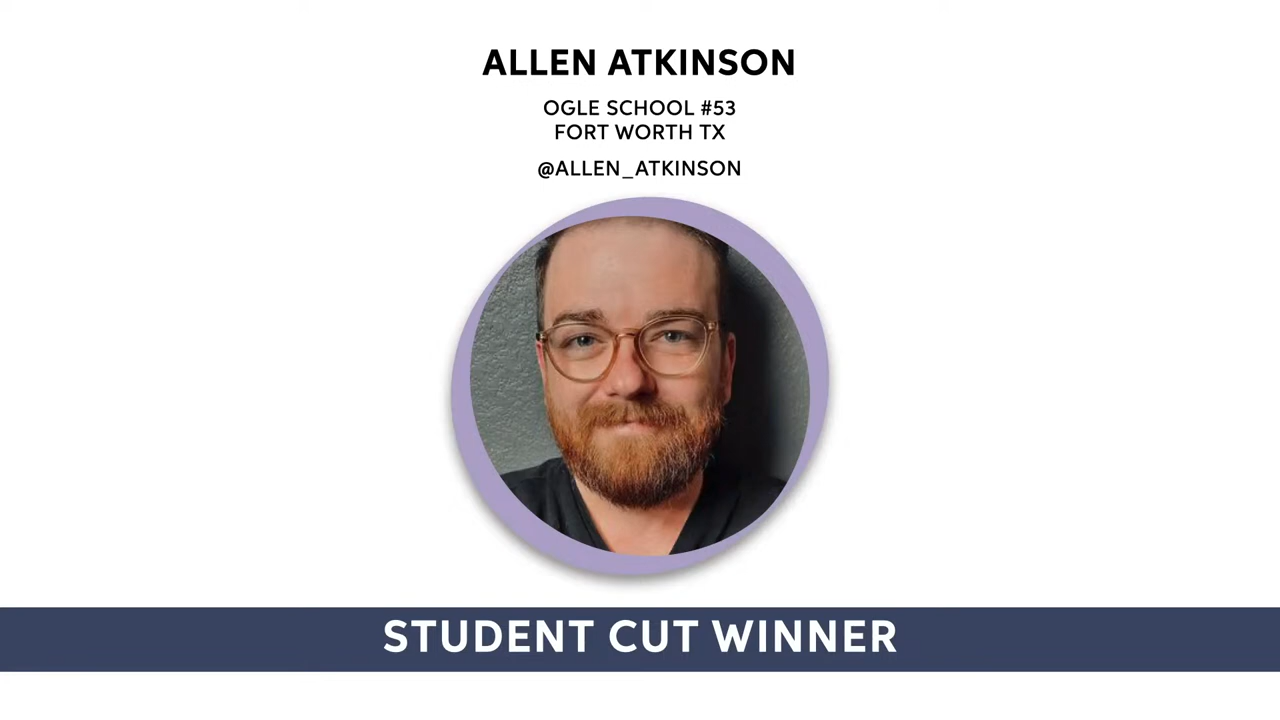 ALLEN ATKINSON
OGLE SCHOOL #53
FORT WORTH TX
@ALLEN_ATKINSON
STUDENT CUT WINNER